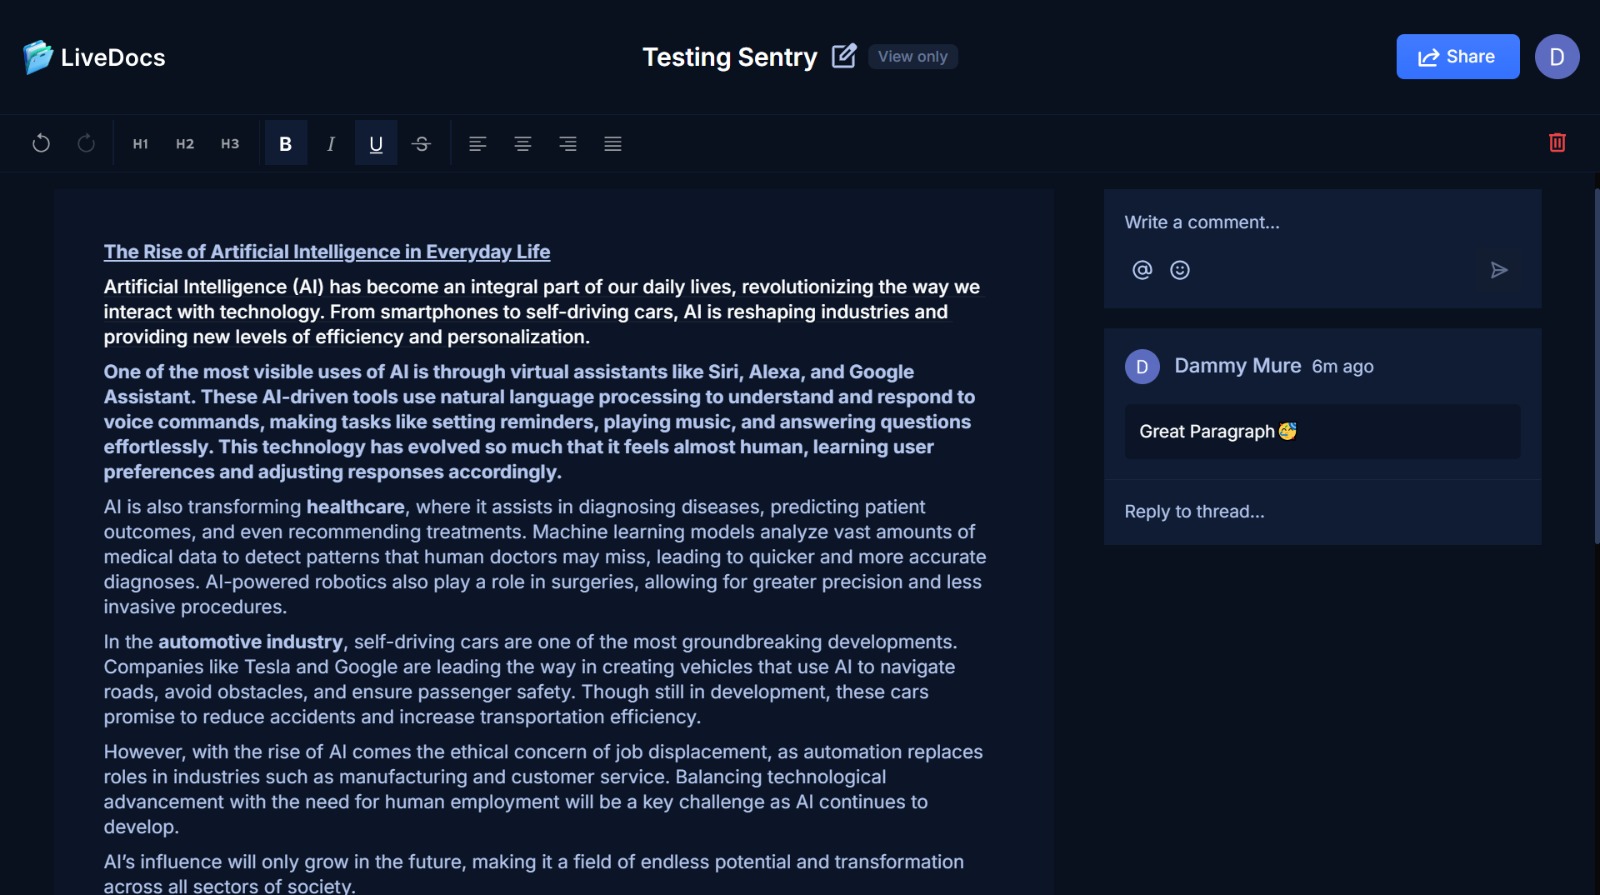 LiveDocs
Testing Sentry
View only
Share
D
H1 H2 H3 B I U S
The Rise of Artificial Intelligence in Everyday Life
Artificial Intelligence (AI) has become an integral part of our daily lives, revolutionizing the way we
interact with technology. From smartphones to self-driving cars, AI is reshaping industries and
providing new levels of efficiency and personalization.
One of the most visible uses of AI is through virtual assistants like Siri, Alexa, and Google
Assistant. These AI-driven tools use natural language processing to understand and respond to
voice commands, making tasks like setting reminders, playing music, and answering questions
effortlessly. This technology has evolved so much that it feels almost human, learning user
preferences and adjusting responses accordingly.
AI is also transforming healthcare, where it assists in diagnosing diseases, predicting patient
outcomes, and even recommending treatments. Machine learning models analyze vast amounts of
medical data to detect patterns that human doctors may miss, leading to quicker and more accurate
diagnoses. AI-powered robotics also play a role in surgeries, allowing for greater precision and less
invasive procedures.
In the automotive industry, self-driving cars are one of the most groundbreaking developments.
Companies like Tesla and Google are leading the way in creating vehicles that use AI to navigate
roads, avoid obstacles, and ensure passenger safety. Though still in development, these cars
promise to reduce accidents and increase transportation efficiency.
However, with the rise of AI comes the ethical concern of job displacement, as automation replaces
roles in industries such as manufacturing and customer service. Balancing technological
advancement with the need for human employment will be a key challenge as AI continues to
develop.
AI's influence will only grow in the future, making it a field of endless potential and transformation
across all sectors of society.
Write a comment...
@
D
Dammy Mure 6m ago
Great Paragraph🥳
Reply to thread...